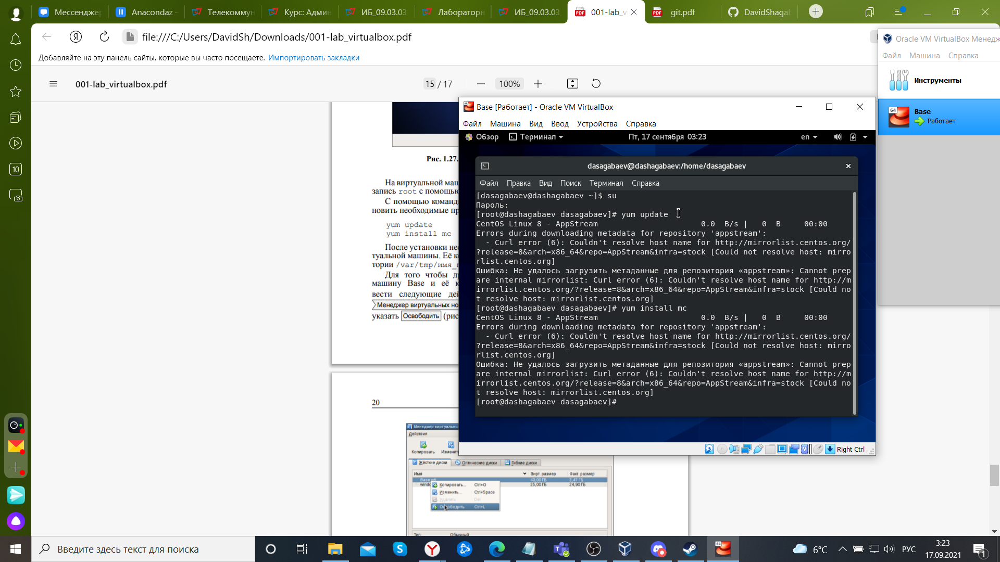 Мессендже
Anacondaz -
Телекоммун
Курс: Адми
ИБ_09.03.03
Лабораторн
ИБ_09.03.03
001-lab_v
git.pdf
DavidShagab
file:///C:/Users/DavidSh/Downloads/001-lab_virtualbox.pdf
Добавляйте на эту панель сайты, которые вы часто посещаете. Импортировать закладки
001-lab_virtualbox.pdf
15 / 17
100%
10
Oracle VM VirtualBox Менедж
Файл Машина Справка
Инструменты
64
Base
Работает
Рис. 1.27.
На виртуальной маш
запись root с помощью
С помощью команд
новить необходимые пр
yum update
yum install mc
После установки нео
туальной машины. Её к
тории /var/tmp/имя_
Для того чтобы д
машину Base и её к
вести следующие дей
Менеджер виртуальных но
указать Освободить (рис
Base [Работает] - Oracle VM VirtualBox
Файл Машина Вид Ввод Устройства Справка
Обзор Терминал Пт, 17 сентября 03:23 en
dasagabaev@dashagabaev:/home/dasagabaev
Файл Правка Вид Поиск Терминал Справка
[dasagabaev@dashagabaev ~]$ su
Пароль:
[root@dashagabaev dasagabaev]# yum update
CentOS Linux 8 - AppStream 0.0 B/s | 0 B 00:00
Errors during downloading metadata for repository 'appstream':
- Curl error (6): Couldn't resolve host name for http://mirrorlist.centos.org/
?release=8&arch=x86_64&repo=AppStream&infra=stock [Could not resolve host: mirro
rlist.centos.org]
Ошибка: Не удалось загрузить метаданные для репозитория «appstream»: Cannot prep
are internal mirrorlist: Curl error (6): Couldn't resolve host name for http://m
irrorlist.centos.org/?release=8&arch=x86_64&repo=AppStream&infra=stock [Could no
t resolve host: mirrorlist.centos.org]
[root@dashagabaev dasagabaev]# yum install mc
CentOS Linux 8 - AppStream 0.0 B/s | 0 B 00:00
Errors during downloading metadata for repository 'appstream':
- Curl error (6): Couldn't resolve host name for http://mirrorlist.centos.org/
?release=8&arch=x86_64&repo=AppStream&infra=stock [Could not resolve host: mirro
rlist.centos.org]
Ошибка: Не удалось загрузить метаданные для репозитория «appstream»: Cannot prep
are internal mirrorlist: Curl error (6): Couldn't resolve host name for http://m
irrorlist.centos.org/?release=8&arch=x86_64&repo=AppStream&infra=stock [Could no
t resolve host: mirrorlist.centos.org]
[root@dashagabaev dasagabaev]#
Right Ctrl
20
Менеджер виртуальны
Действия
Копировать Изменит
Жёсткие диски Оптические диски Гибкие диски
Имя Вирт. размер Факт. размер
Base.vdi 40,00 ГБ 3,47 ГБ
windo 25,00 ГБ 24,90 ГБ
Копировать... Ctrl+O
Изменить... Ctrl+Space
Удалить Del
Освободить Ctrl+L
Тип: Обычный
Введите здесь текст для поиска
6°C
РУС
3:23
17.09.2021
1